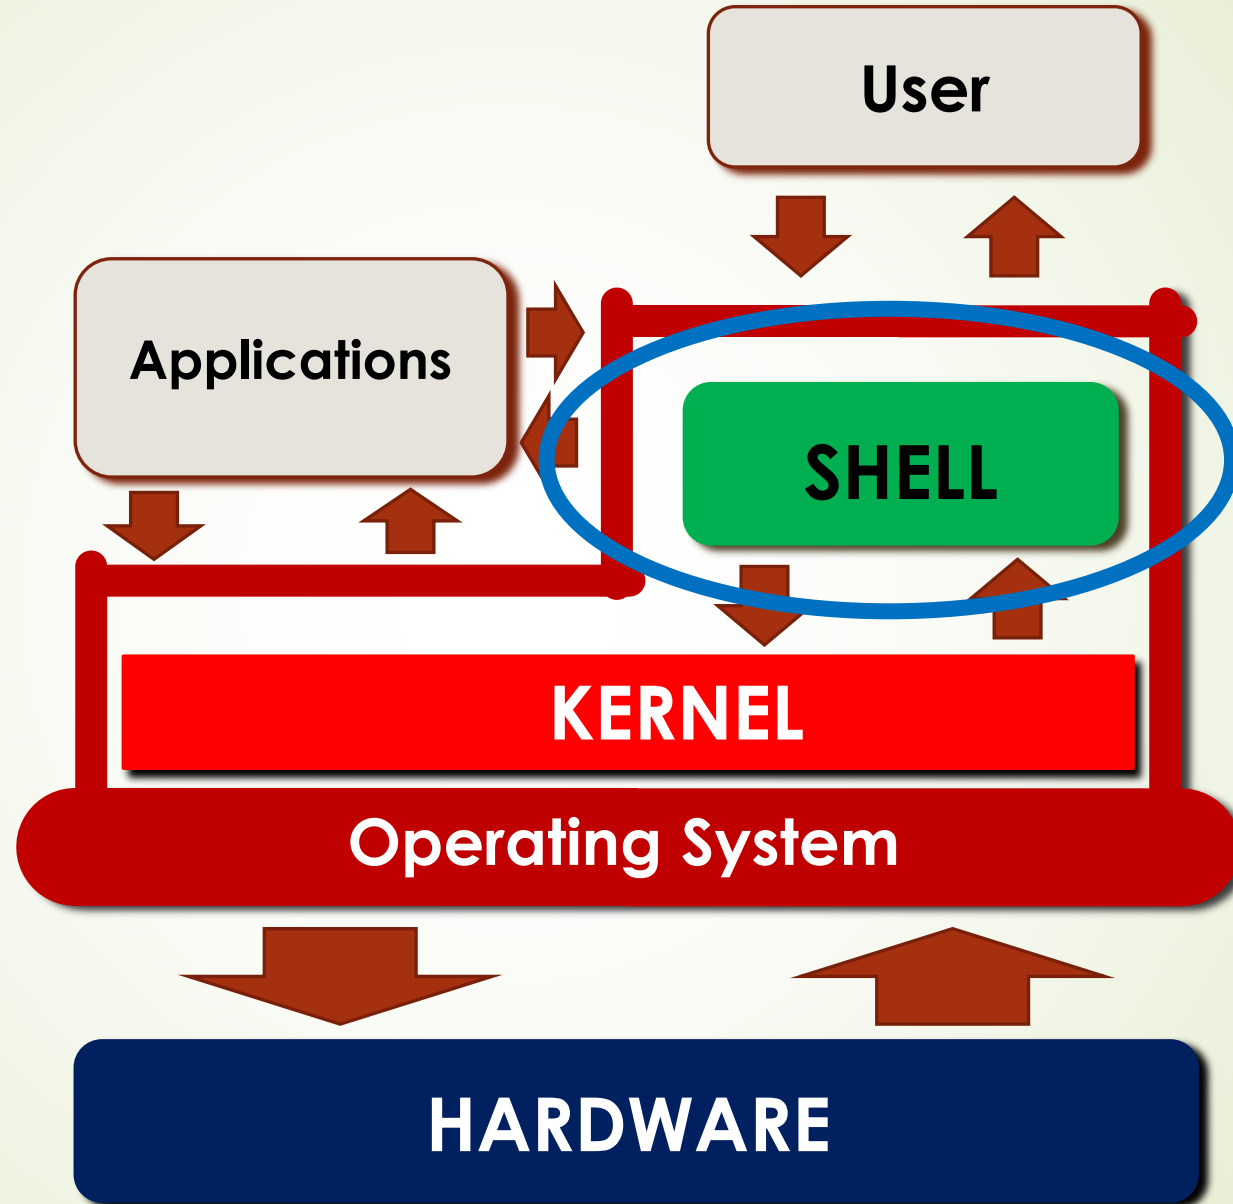 User
Applications
SHELL
KERNEL
Operating System
HARDWARE